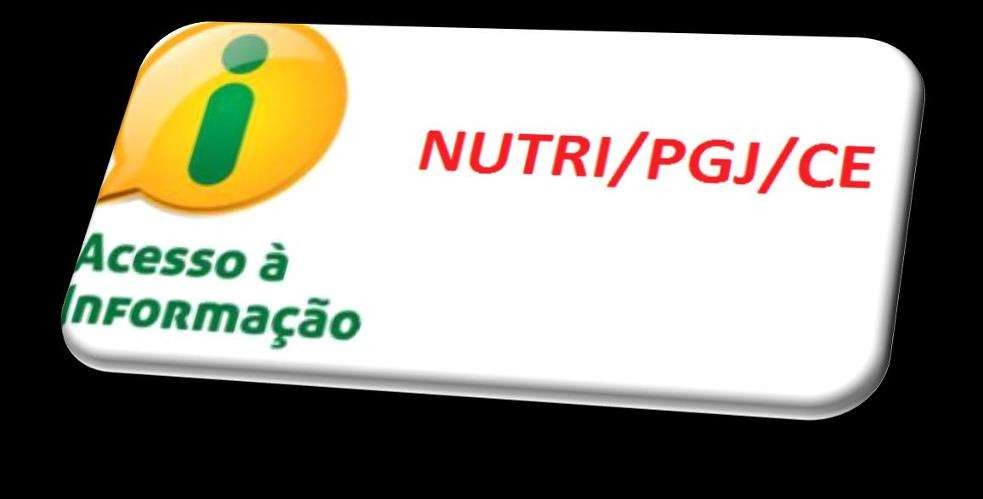 NUTRI/PGJ/CE
Acesso à
Informação